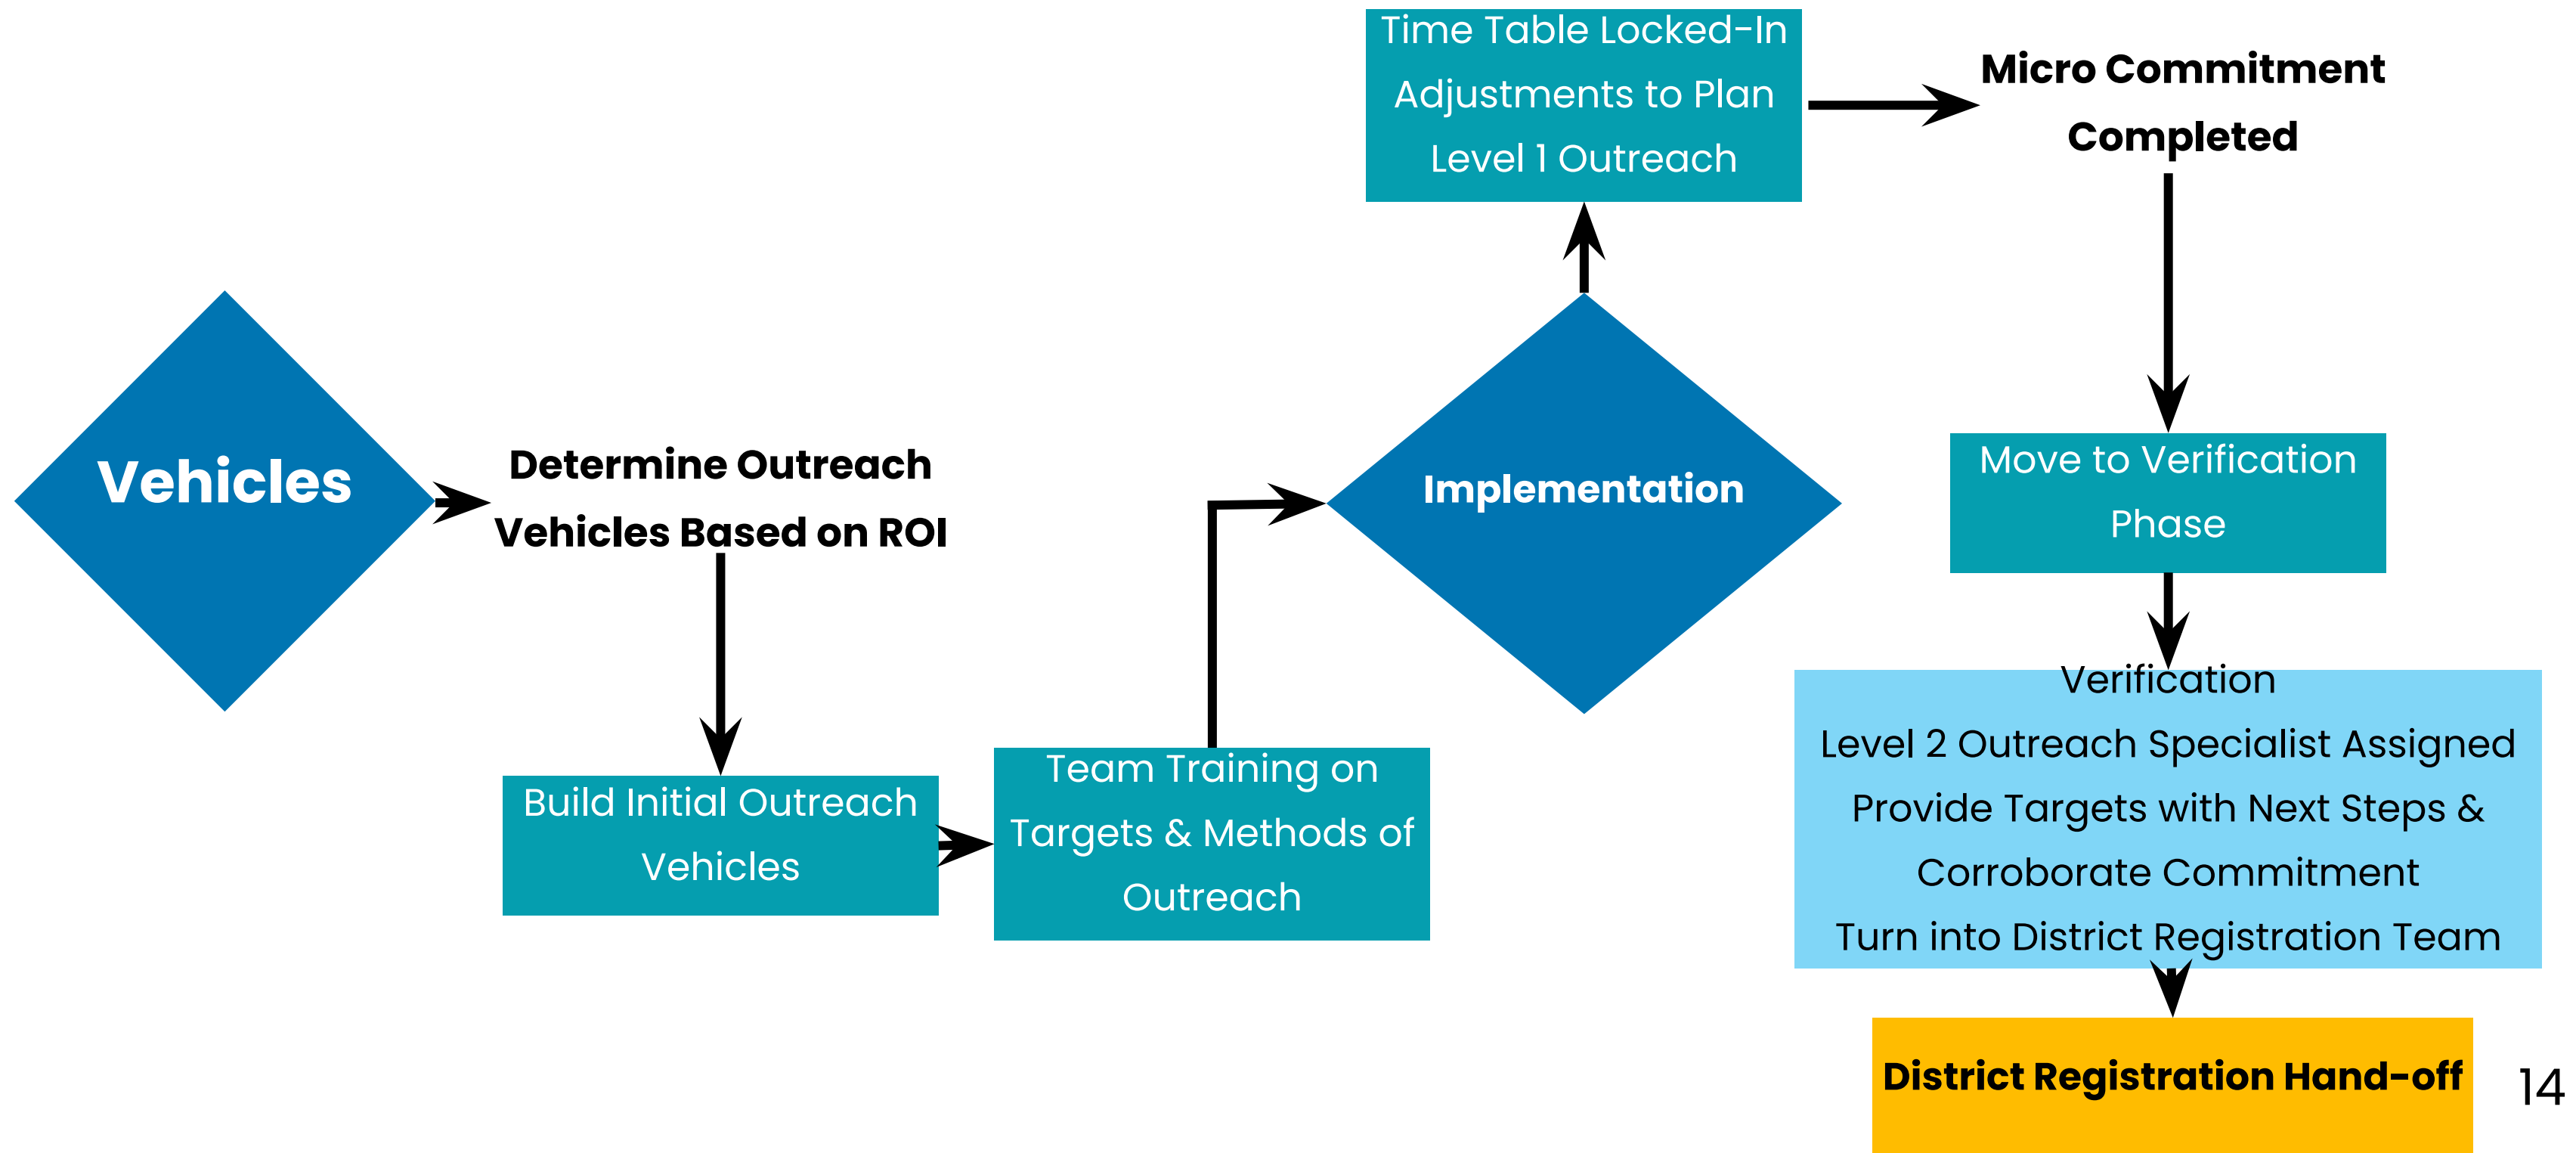 Vehicles
Determine Outreach
Vehicles Based on ROI
Build Initial Outreach
Vehicles
Team Training on
Targets & Methods of
Outreach
Implementation
Time Table Locked-In
Adjustments to Plan
Level 1 Outreach
Micro Commitment
Completed
Move to Verification
Phase
Verification
Level 2 Outreach Specialist Assigned
Provide Targets with Next Steps &
Corroborate Commitment
Turn into District Registration Team
District Registration Hand-off
14